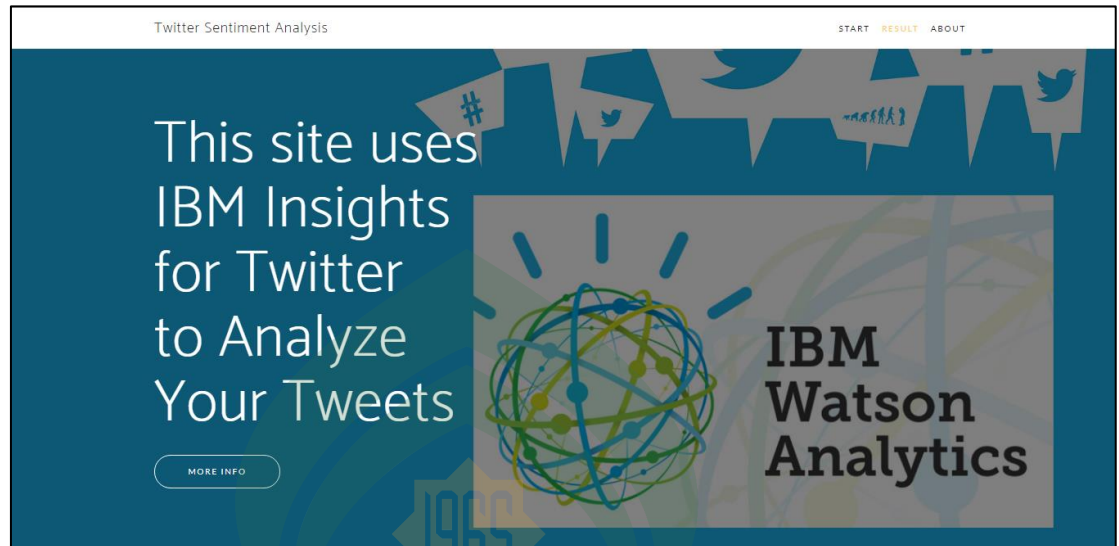 Twitter Sentiment Analysis
START RESULT ABOUT
#
#
This site uses
IBM Insights
for Twitter
to Analyze
Your Tweets
IBM
Watson
Analytics
MORE INFO
1965